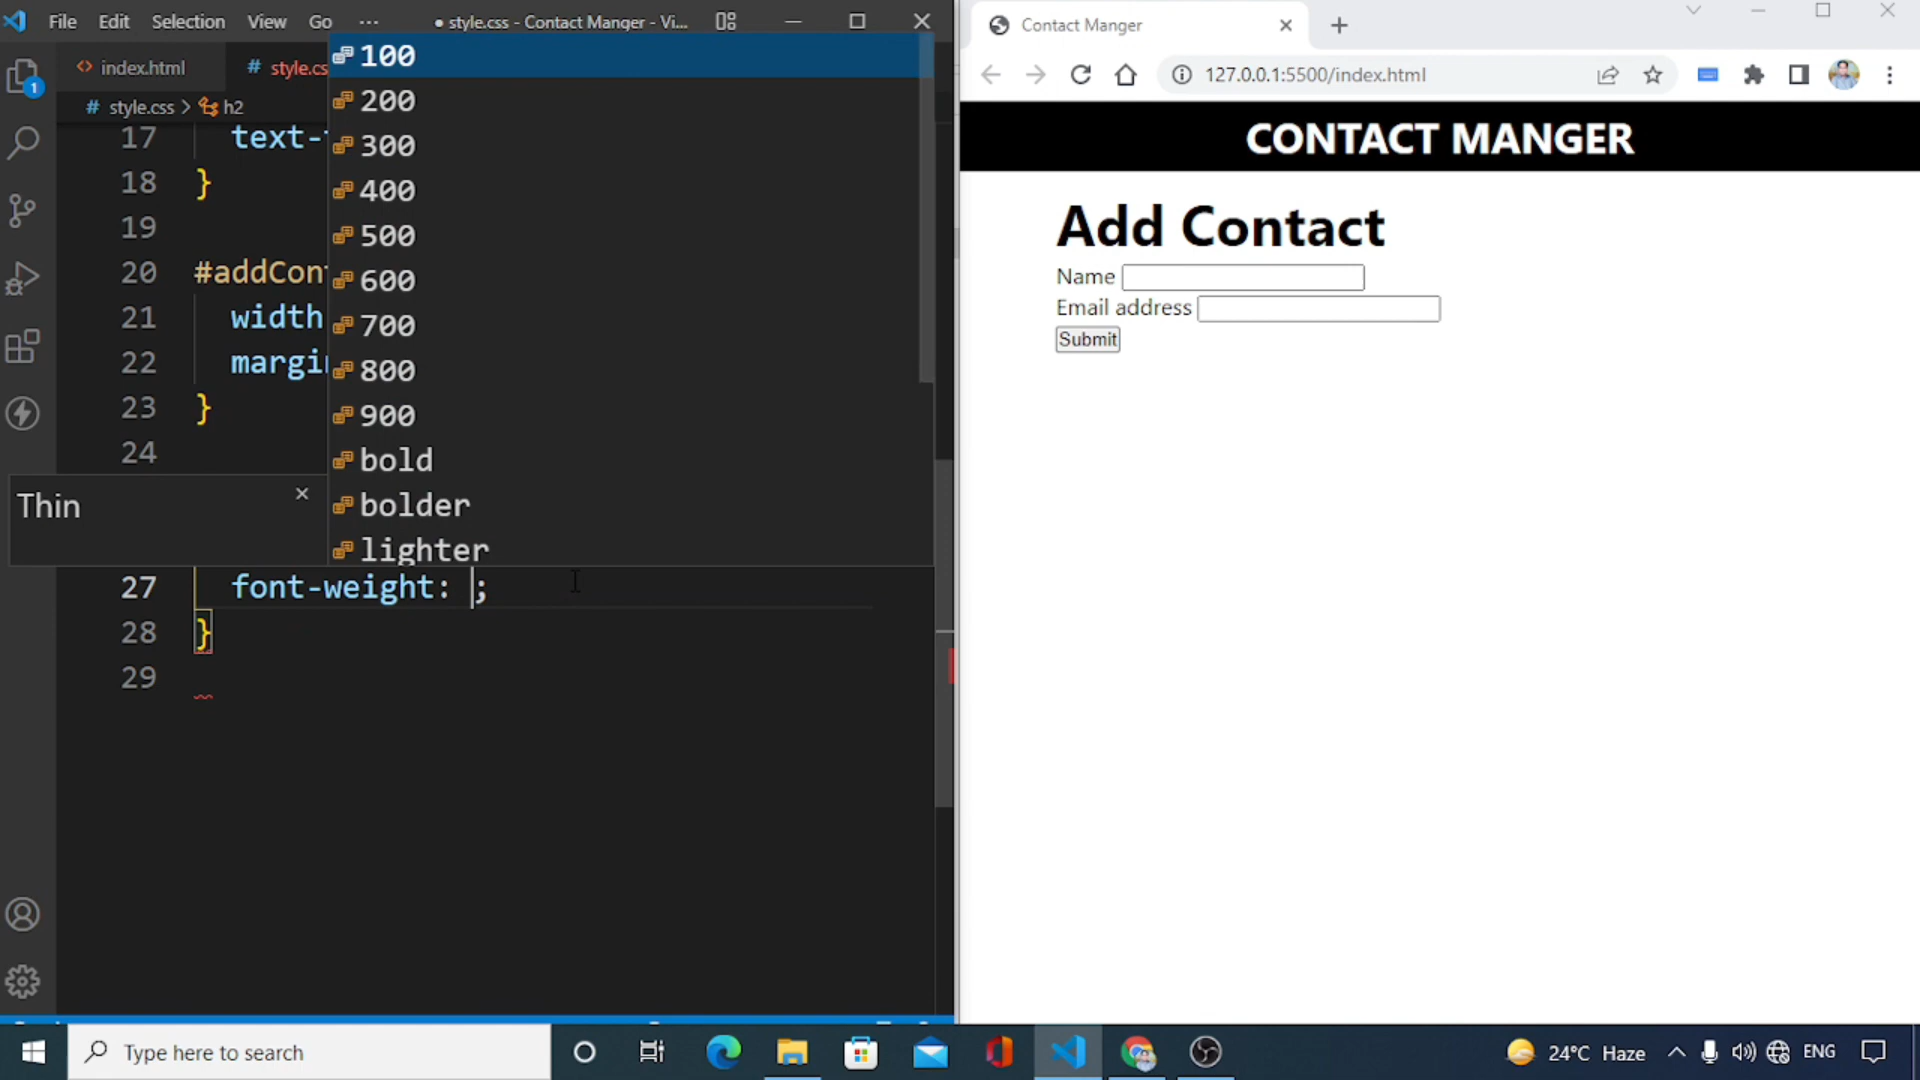 File Edit Selection View Go ··· ● style.css - Contact Manger - Vi...
index.html # style.cs
# style.css > h2
17 text-
18 }
19
20 #addCon
21 width
22 margi
23 }
24
100
200
300
400
500
600
700
800
900
bold
bolder
lighter
Thin
27 font-weight: ;
28 }
29
1
Contact Manger
127.0.0.1:5500/index.html
CONTACT MANGER
Add Contact
Name
Email address
Submit
Type here to search
24°C Haze
ENG